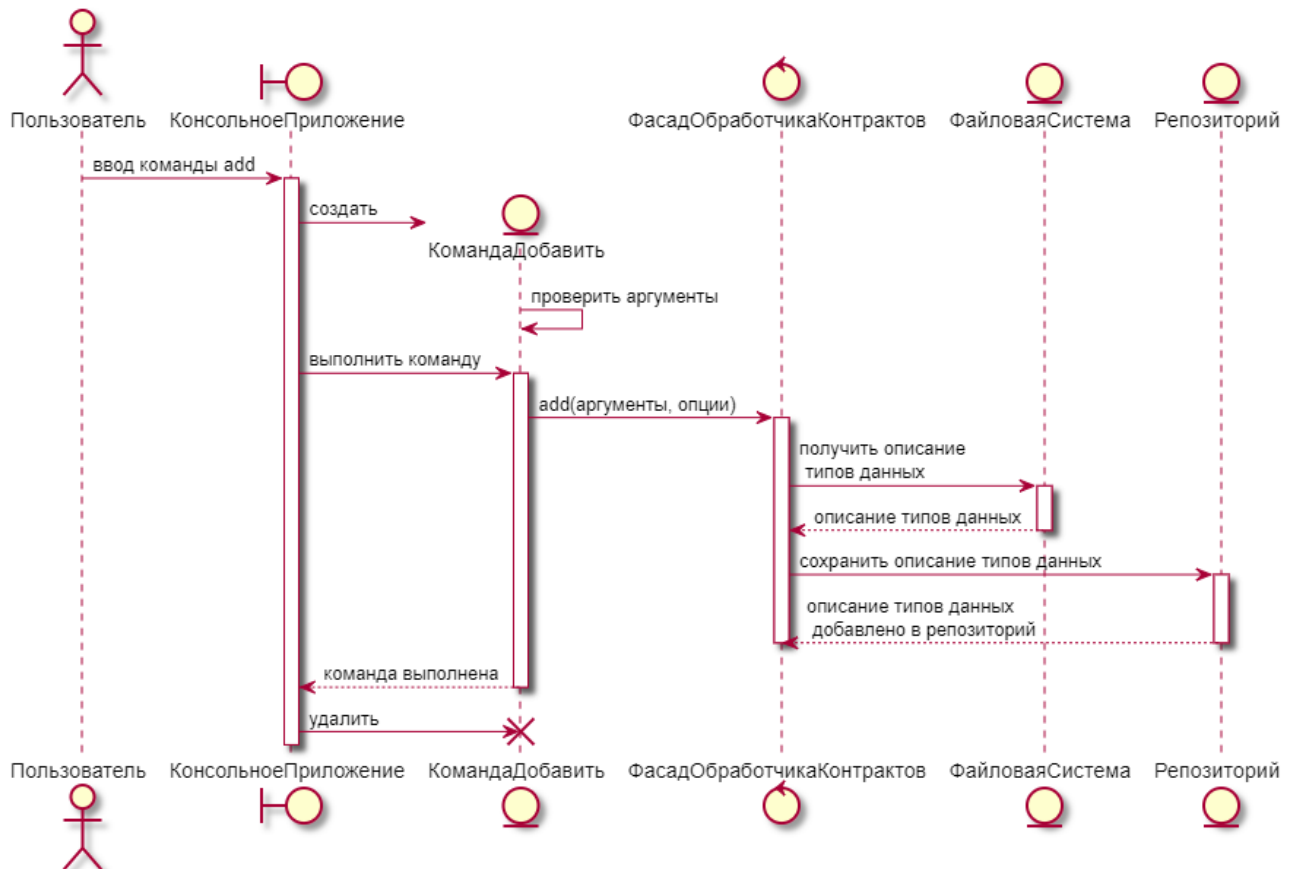 Пользователь
КонсольноеПриложение
ФасадОбработчикаКонтрактов
ФайловаяСистема
Репозиторий
ввод команды add
создать
КомандаДобавить
проверить аргументы
выполнить команду
add(аргументы, опции)
получить описание
типов данных
описание типов данных
сохранить описание типов данных
описание типов данных
добавлено в репозиторий
команда выполнена
удалить
Пользователь
КонсольноеПриложение
КомандаДобавить
ФасадОбработчикаКонтрактов
ФайловаяСистема
Репозиторий